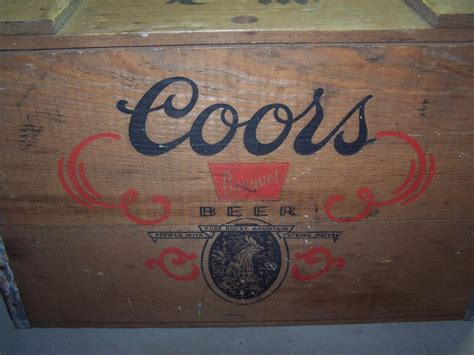 Coors
Banquet
BEER
PURE ROCKY MOUNTAIN
BREWED WITH
SPRING WATER